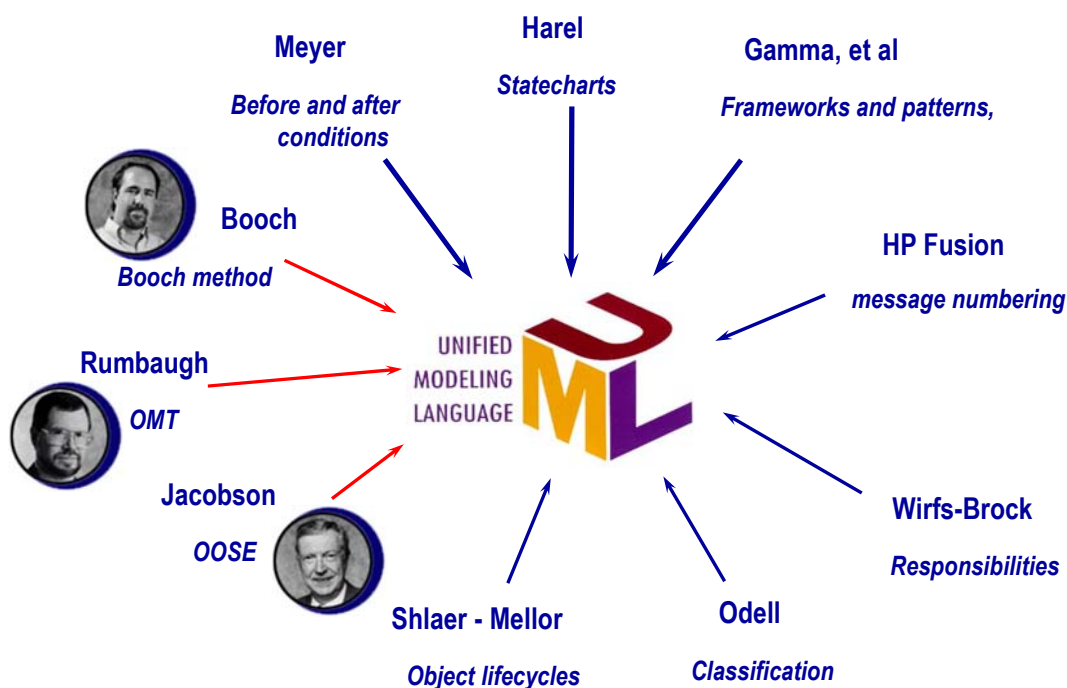 Harel
Meyer
Gamma, et al
Statecharts
Before and after
conditions
Frameworks and patterns,
Booch
Booch method
HP Fusion
message numbering
UNIFIED
MODELING
LANGUAGE
UML
Rumbaugh
OMT
Jacobson
OOSE
Wirfs-Brock
Responsibilities
Shlaer - Mellor
Object lifecycles
Odell
Classification